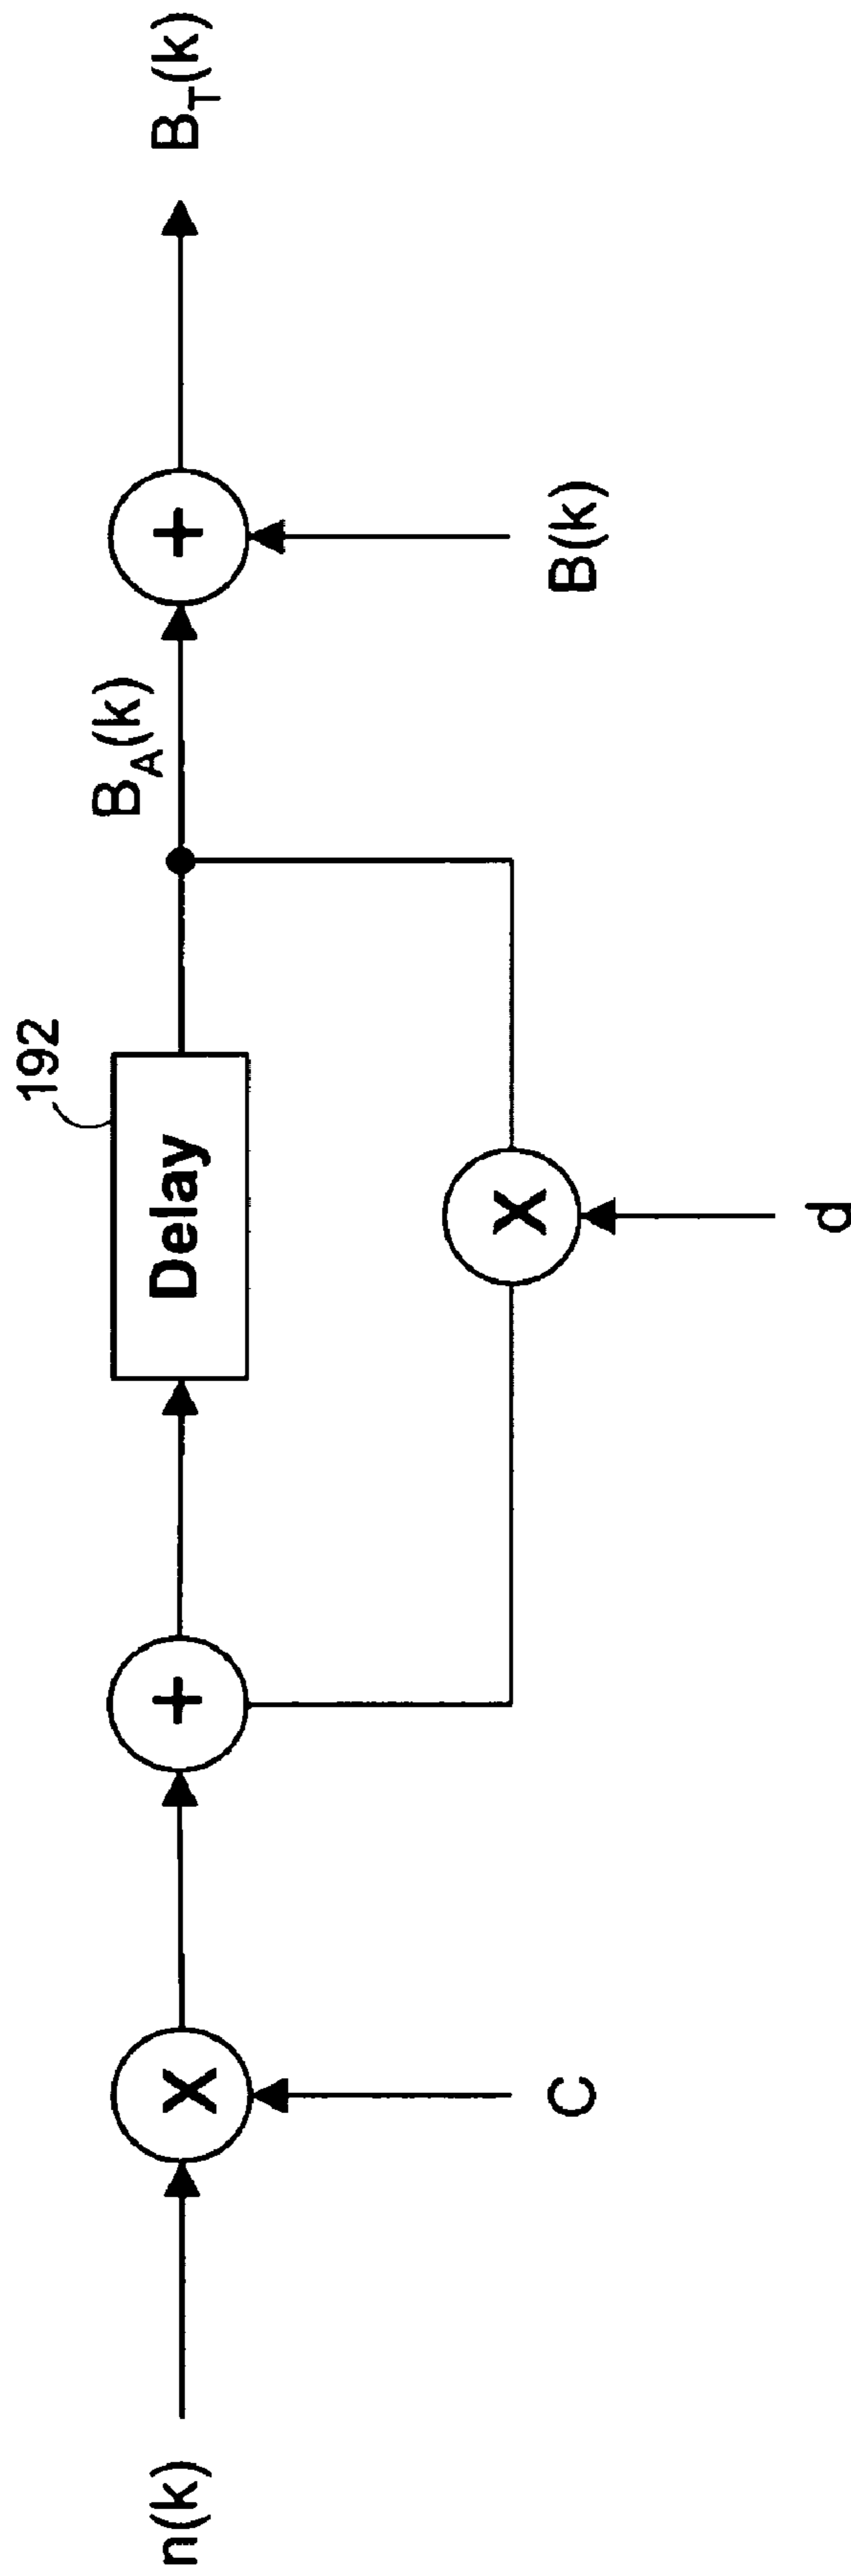 192
n(k)
X
+
Delay
B_A(k)
+
B_T(k)
C
X
B(k)
d